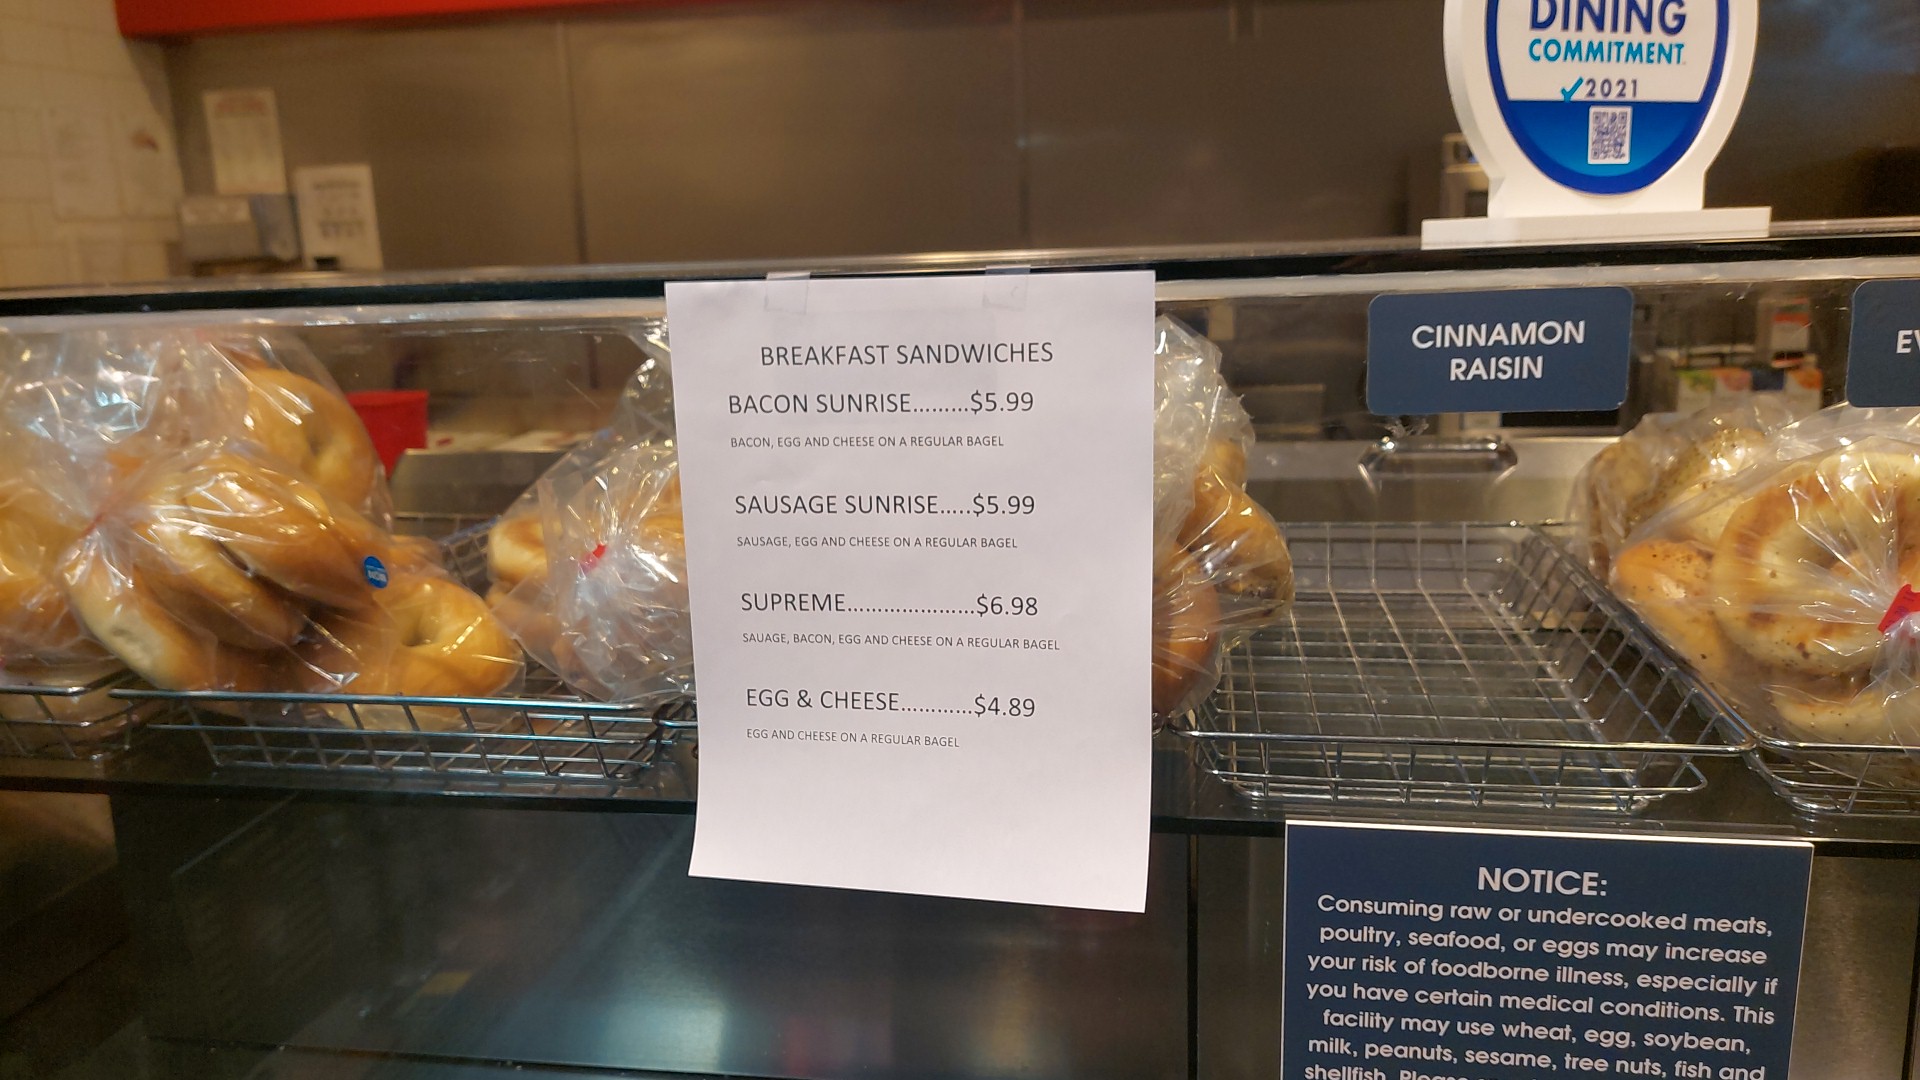 DINING
COMMITMENT
2021
BREAKFAST SANDWICHES
BACON SUNRISE.........$5.99
BACON, EGG AND CHEESE ON A REGULAR BAGEL
SAUSAGE SUNRISE.....$5.99
SAUSAGE, EGG AND CHEESE ON A REGULAR BAGEL
SUPREME.....................$6.98
SAUAGE, BACON, EGG AND CHEESE ON A REGULAR BAGEL
EGG & CHEESE............$4.89
EGG AND CHEESE ON A REGULAR BAGEL
CINNAMON
RAISIN
NOTICE:
Consuming raw or undercooked meats,
poultry, seafood, or eggs may increase
your risk of foodborne illness, especially if
you have certain medical conditions. This
facility may use wheat, egg, soybean,
milk, peanuts, sesame, tree nuts, fish and
shellfish.